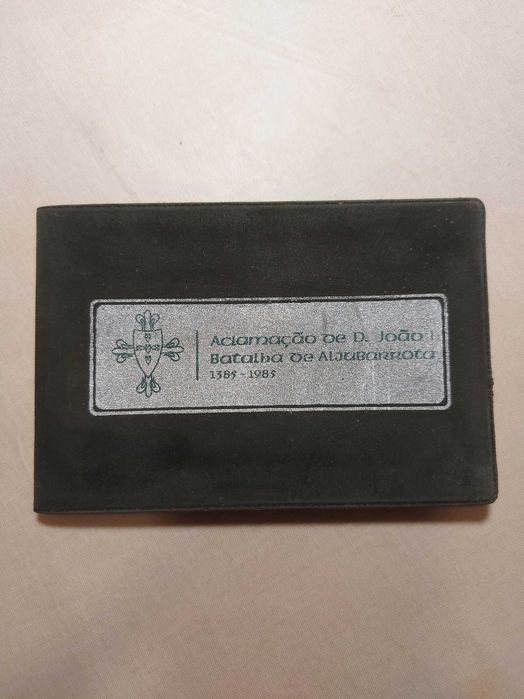 Aclamação de D. João I
Batalha de Aljubarrota
1385-1985